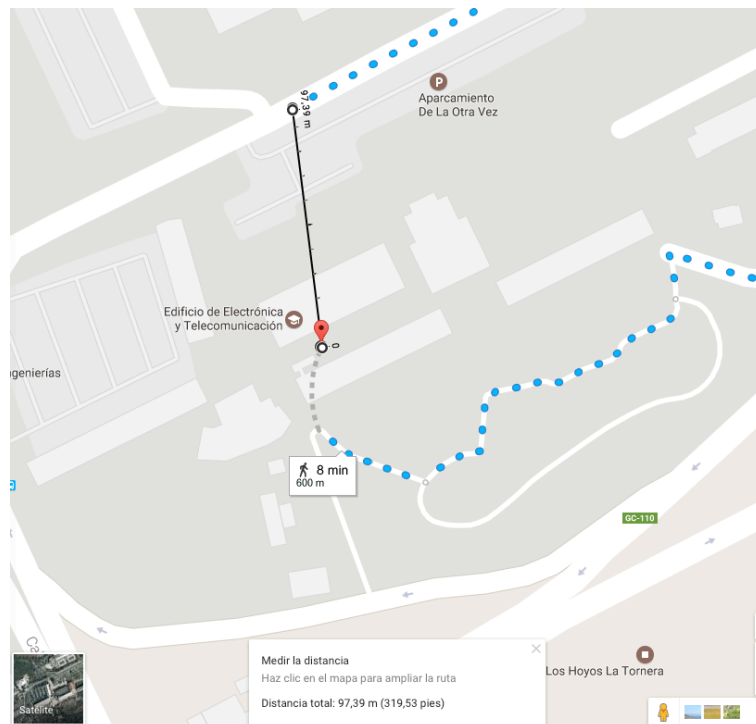 97,39 m
P
Aparcamiento
De La Otra Vez
Edificio de Electrónica
y Telecomunicación
0
ngenierías
8 min
600 m
GC-110
Medir la distancia
Haz clic en el mapa para ampliar la ruta
Distancia total: 97,39 m (319,53 pies)
Los Hoyos La Tornera
Satélite